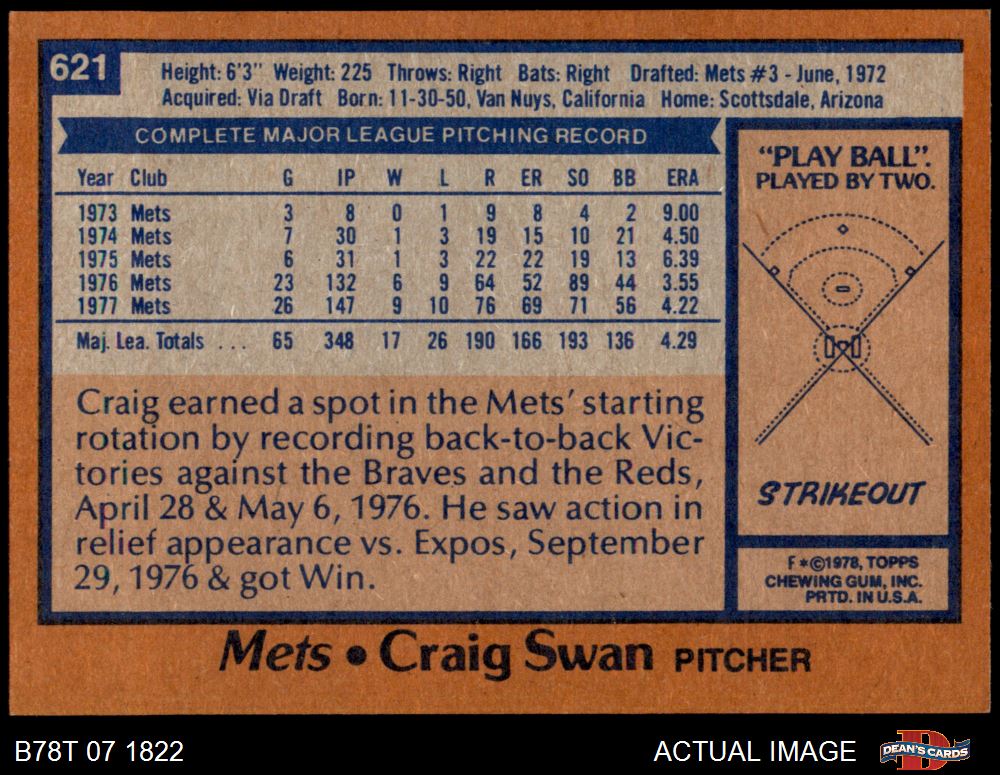 621
Height: 6'3" Weight: 225 Throws: Right Bats: Right Drafted: Mets #3 - June, 1972
Acquired: Via Draft Born: 11-30-50, Van Nuys, California Home: Scottsdale, Arizona
COMPLETE MAJOR LEAGUE PITCHING RECORD
Year Club G IP W L R ER SO BB ERA
1973 Mets 3 8 0 1 9 8 4 2 9.00
1974 Mets 7 30 1 3 19 15 10 21 4.50
1975 Mets 6 31 1 3 22 22 19 13 6.39
1976 Mets 23 132 6 9 64 52 89 44 3.55
1977 Mets 26 147 9 10 76 69 71 56 4.22
Maj. Lea. Totals ... 65 348 17 26 190 166 193 136 4.29
Craig earned a spot in the Mets' starting
rotation by recording back-to-back Vic-
tories against the Braves and the Reds,
April 28 & May 6, 1976. He saw action in
relief appearance vs. Expos, September
29, 1976 & got Win.
"PLAY BALL".
PLAYED BY TWO.
STRIKEOUT
F*©1978, TOPPS
CHEWING GUM, INC.
PRTD. IN U.S.A.
Mets • Craig Swan PITCHER
B78T 07 1822
ACTUAL IMAGE
D
DEAN'S CARDS